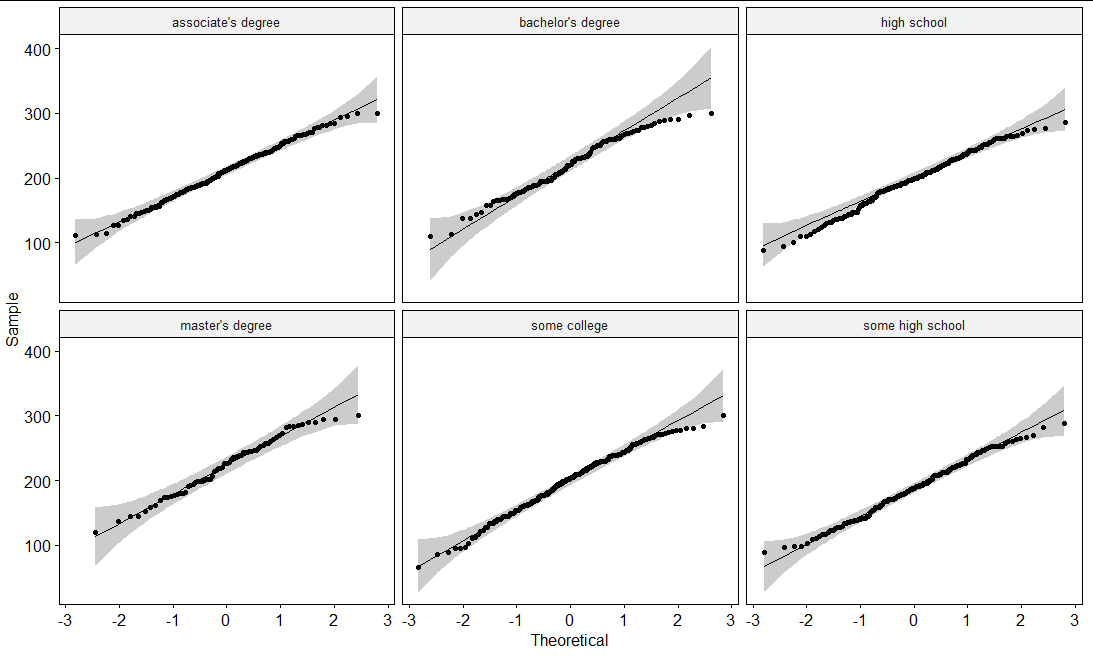 associate's degree bachelor's degree high school
400
300
200
100
master's degree some college some high school
400
300
200
100
Sample
-3 -2 -1 0 1 2 3 -3 -2 -1 0 1 2 3 -3 -2 -1 0 1 2 3
Theoretical